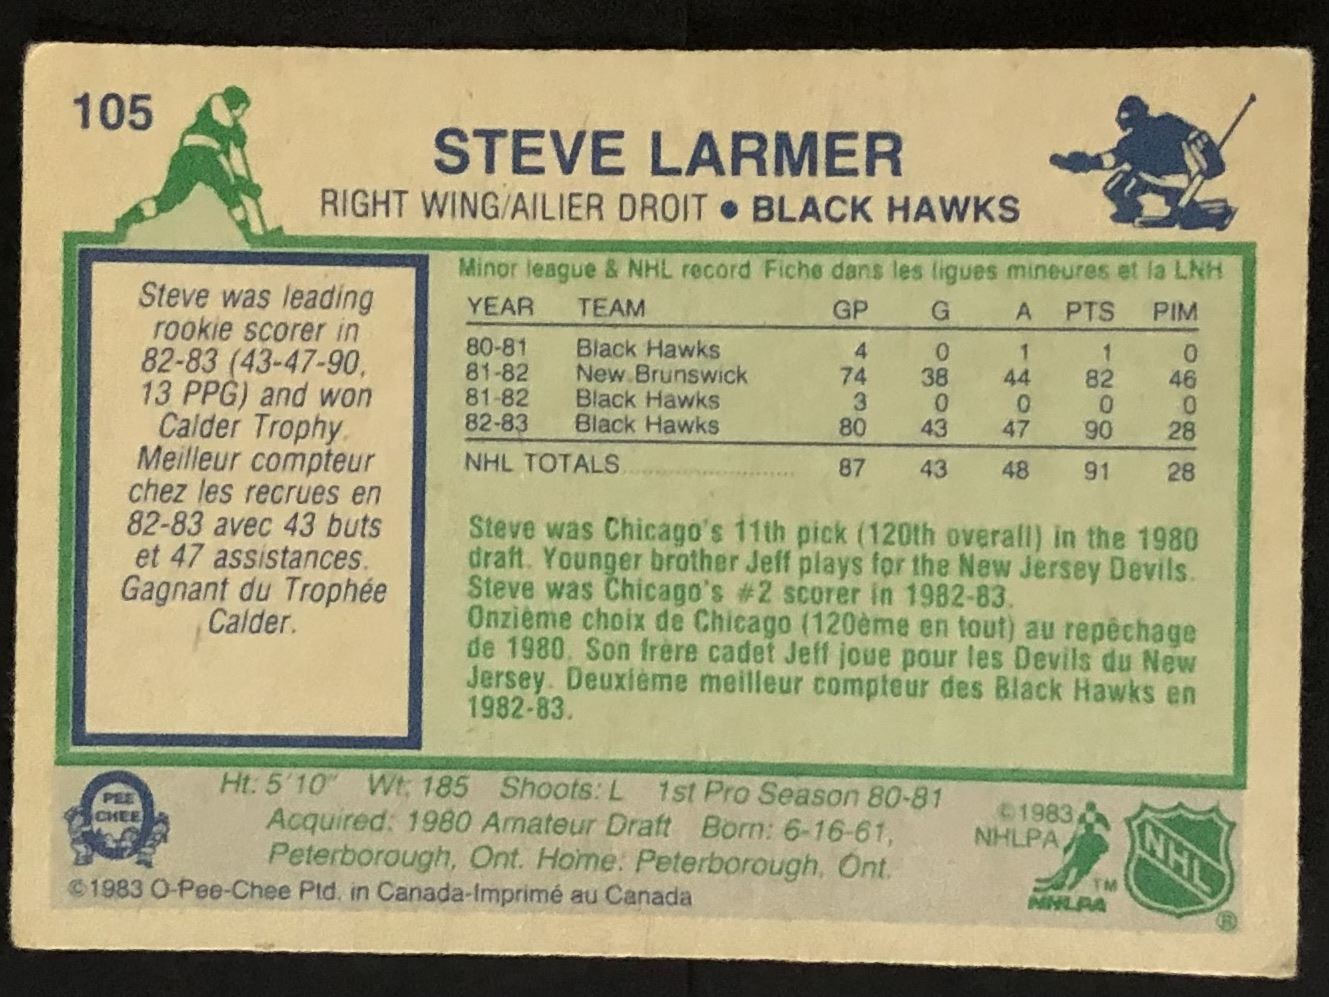 105
STEVE LARMER
RIGHT WING/AILIER DROIT • BLACK HAWKS
Steve was leading
rookie scorer in
82-83 (43-47-90,
13 PPG) and won
Calder Trophy.
Meilleur compteur
chez les recrues en
82-83 avec 43 buts
et 47 assistances.
Gagnant du Trophée
Calder.
Minor league & NHL record Fiche dans les ligues mineures et la LNH
YEAR TEAM GP G A PTS PIM
80-81 Black Hawks 4 0 1 1 0
81-82 New Brunswick 74 38 44 82 46
81-82 Black Hawks 3 0 0 0 0
82-83 Black Hawks 80 43 47 90 28
NHL TOTALS 87 43 48 91 28
Steve was Chicago's 11th pick (120th overall) in the 1980
draft. Younger brother Jeff plays for the New Jersey Devils.
Steve was Chicago's #2 scorer in 1982-83.
Onzième choix de Chicago (120ème en tout) au repêchage
de 1980. Son frère cadet Jeff joue pour les Devils du New
Jersey. Deuxième meilleur compteur des Black Hawks en
1982-83.
PEE
CHEE
Ht: 5'10" Wt: 185 Shoots: L 1st Pro Season 80-81
Acquired: 1980 Amateur Draft Born: 6-16-61,
Peterborough, Ont. Home: Peterborough, Ont.
©1983 O-Pee-Chee Ptd. in Canada-Imprimé au Canada
©1983
NHLPA
TM
NHLPA
NHL
®